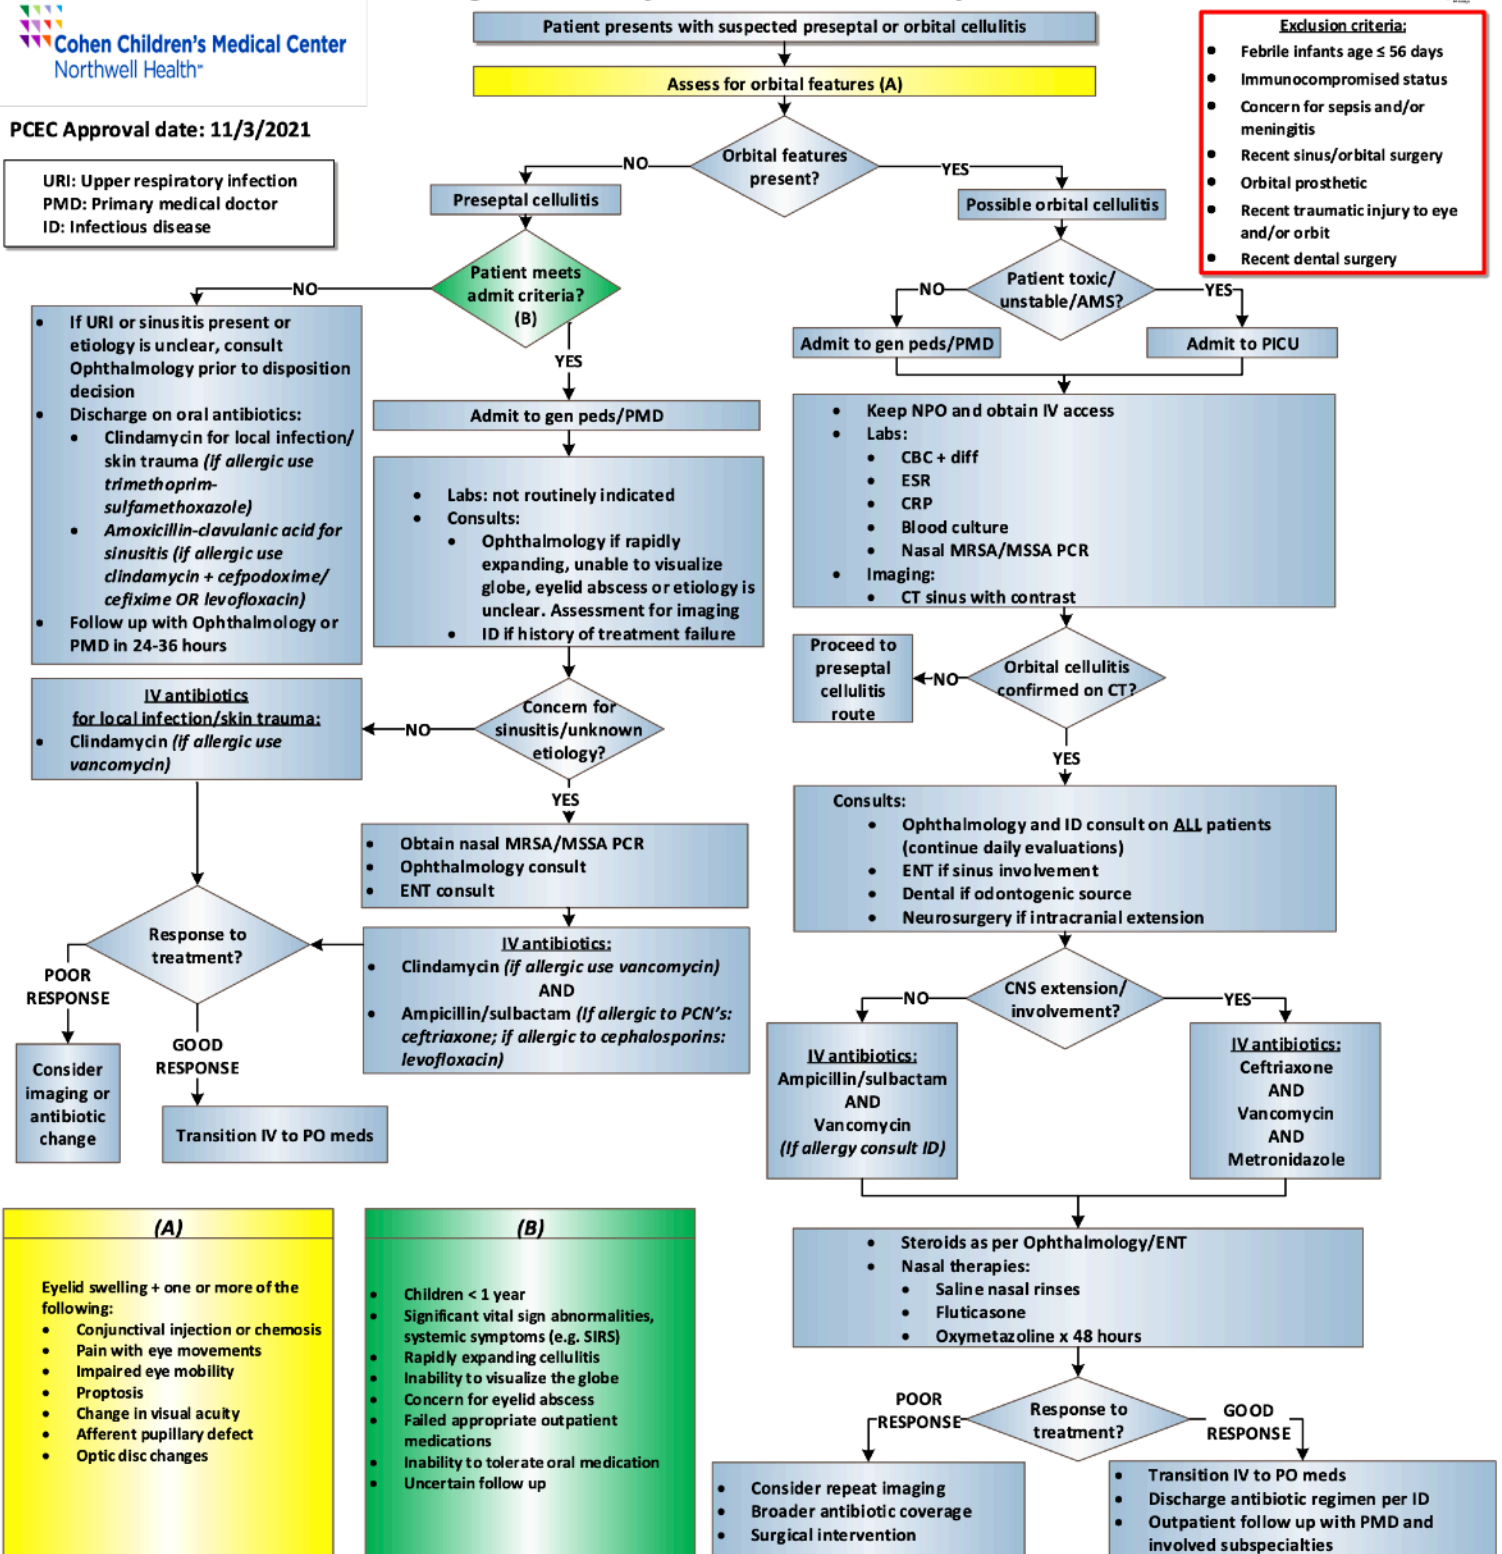 Cohen Children's Medical Center
Northwell Health
PCEC Approval date: 11/3/2021
URI: Upper respiratory infection
PMD: Primary medical doctor
ID: Infectious disease
Patient presents with suspected preseptal or orbital cellulitis
Assess for orbital features (A)
Orbital features
present?
NO
YES
Exclusion criteria:
• Febrile infants age ≤ 56 days
• Immunocompromised status
• Concern for sepsis and/or
meningitis
• Recent sinus/orbital surgery
• Orbital prosthetic
• Recent traumatic injury to eye
and/or orbit
• Recent dental surgery
Preseptal cellulitis
Patient meets
admit criteria?
(B)
NO
YES
• If URI or sinusitis present or
etiology is unclear, consult
Ophthalmology prior to disposition
decision
• Discharge on oral antibiotics:
• Clindamycin for local infection/
skin trauma (if allergic use
trimethoprim-
sulfamethoxazole)
• Amoxicillin-clavulanic acid for
sinusitis (if allergic use
clindamycin + cefpodoxime/
cefixime OR levofloxacin)
• Follow up with Ophthalmology or
PMD in 24-36 hours
Admit to gen peds/PMD
• Labs: not routinely indicated
• Consults:
• Ophthalmology if rapidly
expanding, unable to visualize
globe, eyelid abscess or etiology is
unclear. Assessment for imaging
• ID if history of treatment failure
Concern for
sinusitis/unknown
etiology?
NO
YES
IV antibiotics
for local infection/skin trauma:
• Clindamycin (if allergic use
vancomycin)
• Obtain nasal MRSA/MSSA PCR
• Ophthalmology consult
• ENT consult
IV antibiotics:
• Clindamycin (if allergic use vancomycin)
AND
• Ampicillin/sulbactam (If allergic to PCN's:
ceftriaxone; if allergic to cephalosporins:
levofloxacin)
Response to
treatment?
POOR
RESPONSE
GOOD
RESPONSE
Consider
imaging or
antibiotic
change
Transition IV to PO meds
Possible orbital cellulitis
Patient toxic/
unstable/AMS?
NO
YES
Admit to gen peds/PMD
Admit to PICU
• Keep NPO and obtain IV access
• Labs:
• CBC + diff
• ESR
• CRP
• Blood culture
• Nasal MRSA/MSSA PCR
• Imaging:
• CT sinus with contrast
Orbital cellulitis
confirmed on CT?
NO
Proceed to
preseptal
cellulitis
route
YES
Consults:
• Ophthalmology and ID consult on ALL patients
(continue daily evaluations)
• ENT if sinus involvement
• Dental if odontogenic source
• Neurosurgery if intracranial extension
CNS extension/
involvement?
NO
YES
IV antibiotics:
Ampicillin/sulbactam
AND
Vancomycin
(If allergy consult ID)
IV antibiotics:
Ceftriaxone
AND
Vancomycin
AND
Metronidazole
• Steroids as per Ophthalmology/ENT
• Nasal therapies:
• Saline nasal rinses
• Fluticasone
• Oxymetazoline x 48 hours
Response to
treatment?
POOR
RESPONSE
GOOD
RESPONSE
• Consider repeat imaging
• Broader antibiotic coverage
• Surgical intervention
• Transition IV to PO meds
• Discharge antibiotic regimen per ID
• Outpatient follow up with PMD and
involved subspecialties
(A)
Eyelid swelling + one or more of the
following:
• Conjunctival injection or chemosis
• Pain with eye movements
• Impaired eye mobility
• Proptosis
• Change in visual acuity
• Afferent pupillary defect
• Optic disc changes
(B)
• Children < 1 year
• Significant vital sign abnormalities,
systemic symptoms (e.g. SIRS)
• Rapidly expanding cellulitis
• Inability to visualize the globe
• Concern for eyelid abscess
• Failed appropriate outpatient
medications
• Inability to tolerate oral medication
• Uncertain follow up